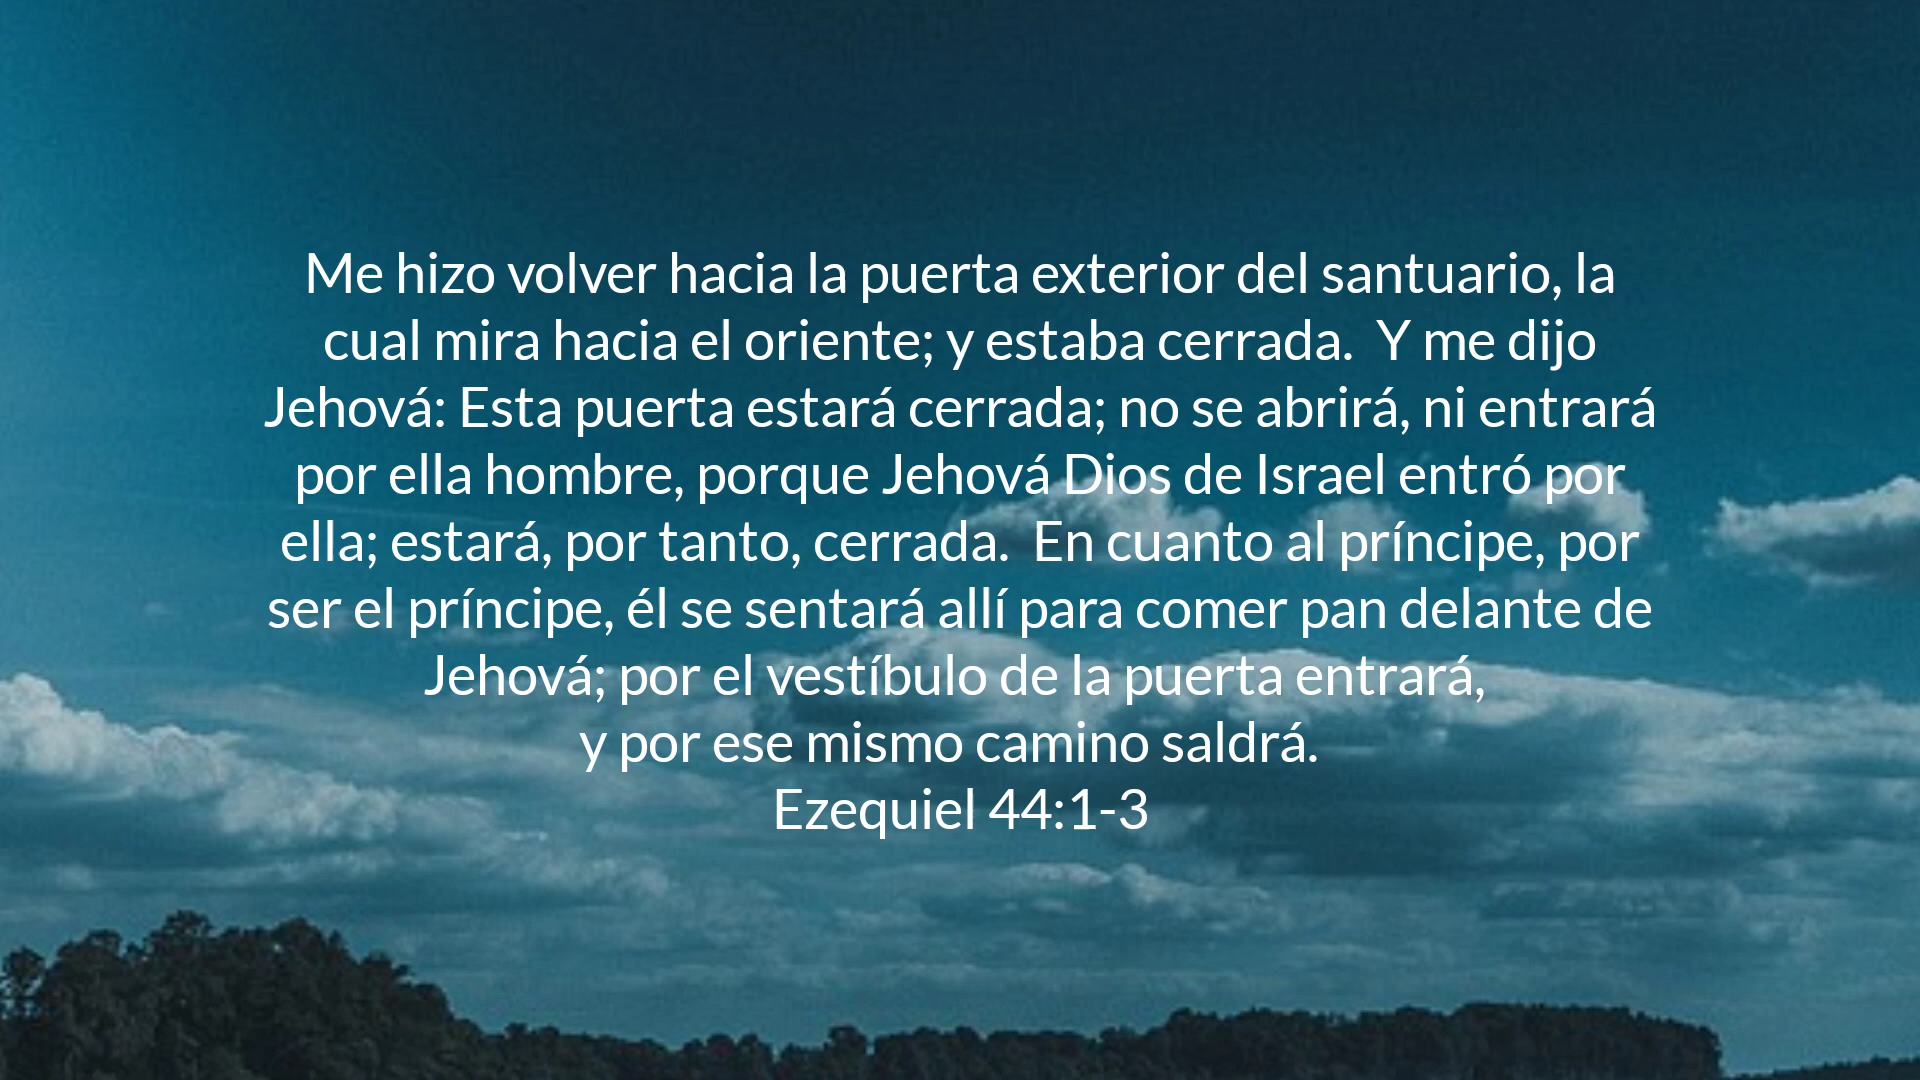 Me hizo volver hacia la puerta exterior del santuario, la
cual mira hacia el oriente; y estaba cerrada.  Y me dijo
Jehová: Esta puerta estará cerrada; no se abrirá, ni entrará
por ella hombre, porque Jehová Dios de Israel entró por
ella; estará, por tanto, cerrada.  En cuanto al príncipe, por
ser el príncipe, él se sentará allí para comer pan delante de
Jehová; por el vestíbulo de la puerta entrará,
y por ese mismo camino saldrá.
Ezequiel 44:1-3